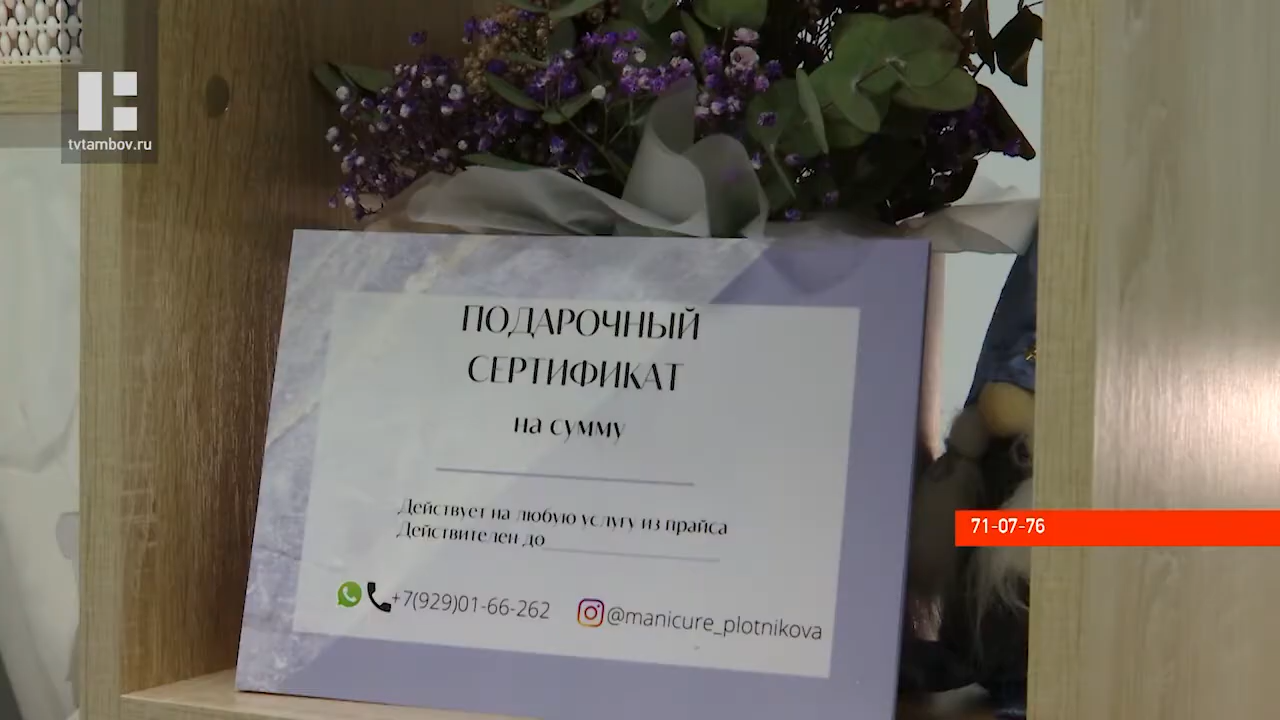 tvtambov.ru
ПОДАРОЧНЫЙ
СЕРТИФИКАТ
на сумму
Действует на любую услугу из прайса
Действителен до
+7(929)01-66-262
@manicure_plotnikova
71-07-76